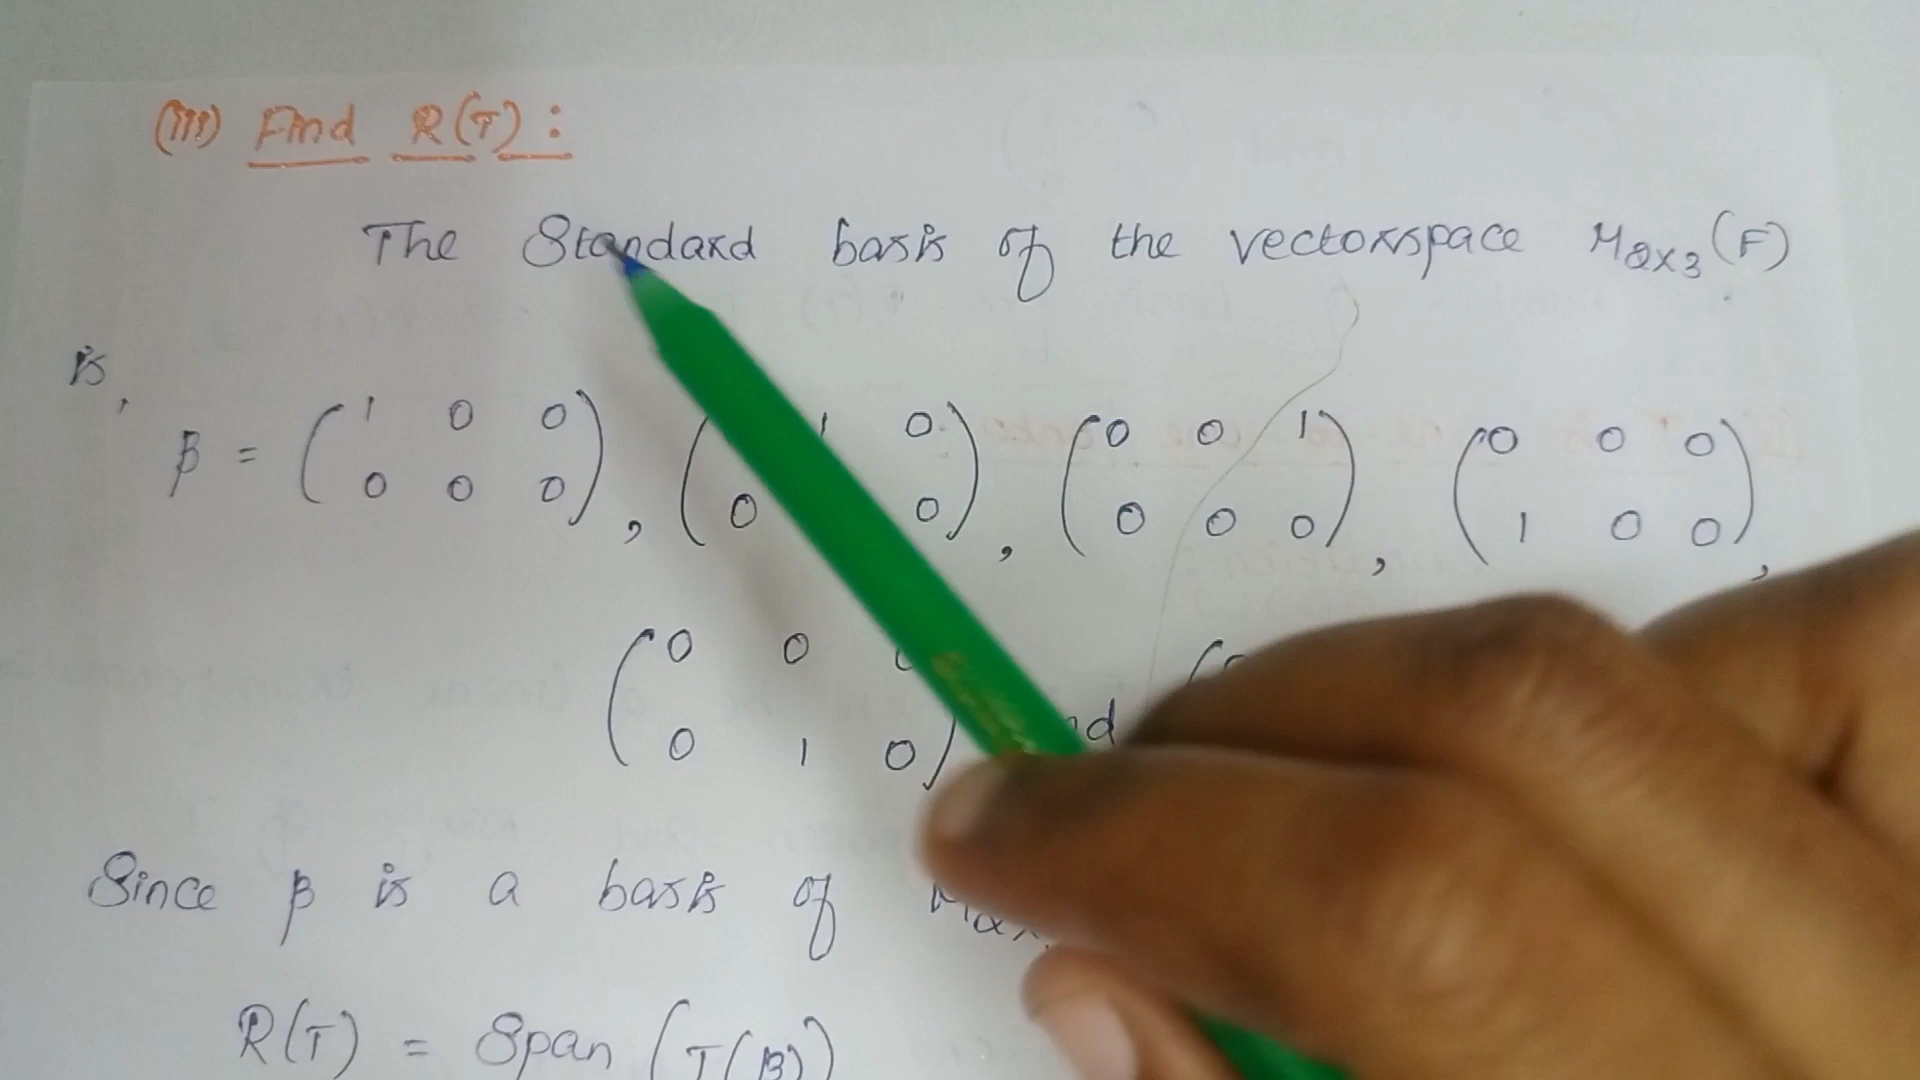 (iii) Find R(T) :
The Standard basis of the vectorspace M2x3 (F)
is,
β = ( 1 0 0 ) , ( 1 0 ) , ( 0 0 1 ) , ( 0 0 0 ) ,
( 0 0 0 ) ( 0 0 ) ( 0 0 0 ) ( 1 0 0 )
( 0 0
0 1 0 )
Since β is a basis of
R(T) = Span (T(β))